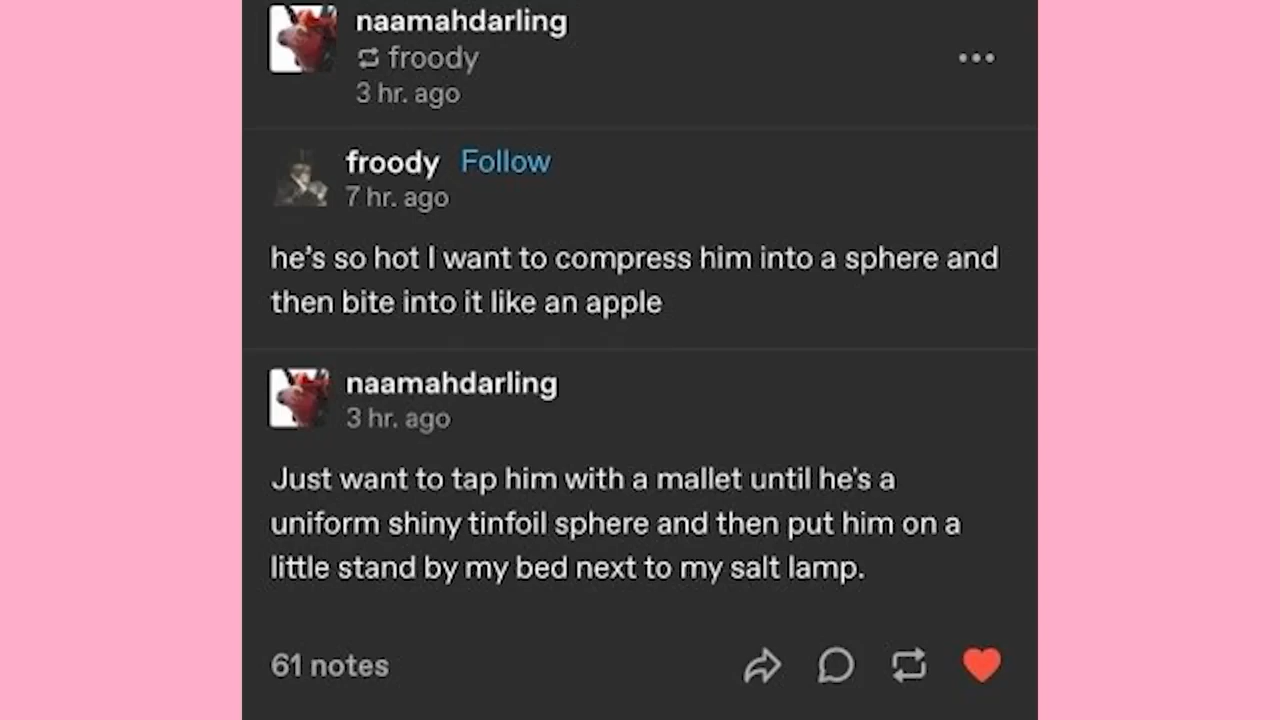 naamahdarling
froody
3 hr. ago
froody Follow
7 hr. ago
he's so hot I want to compress him into a sphere and
then bite into it like an apple
naamahdarling
3 hr. ago
Just want to tap him with a mallet until he's a
uniform shiny tinfoil sphere and then put him on a
little stand by my bed next to my salt lamp.
61 notes